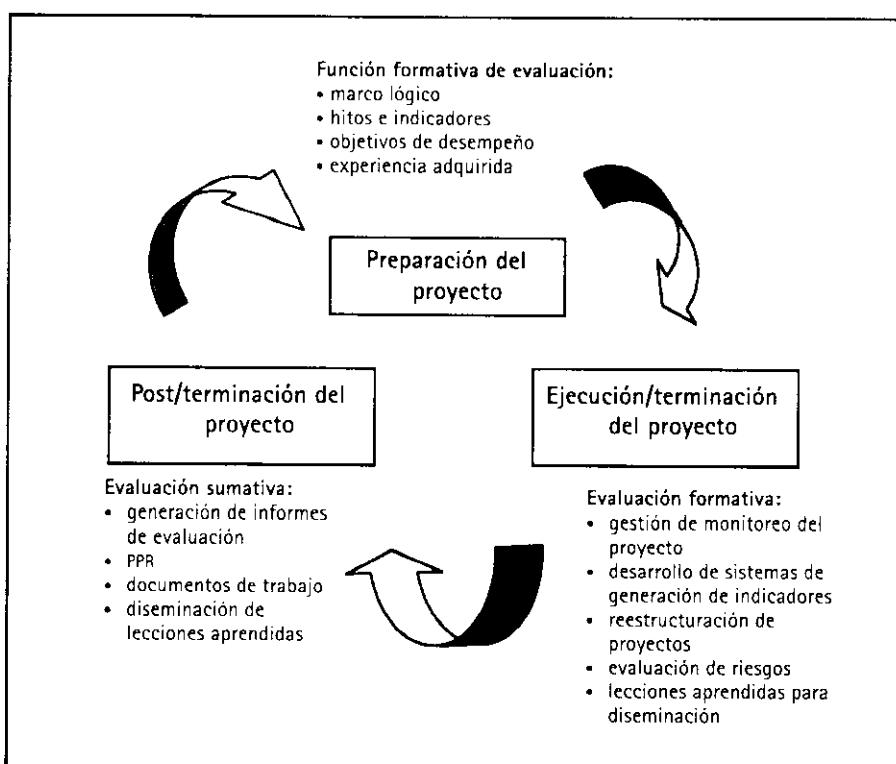 Función formativa de evaluación:
• marco lógico
• hitos e indicadores
• objetivos de desempeño
• experiencia adquirida
Preparación del
proyecto
Post/terminación del
proyecto
Evaluación sumativa:
• generación de informes
de evaluación
• PPR
• documentos de trabajo
• diseminación de
lecciones aprendidas
Ejecución/terminación
del proyecto
Evaluación formativa:
• gestión de monitoreo del
proyecto
• desarrollo de sistemas de
generación de indicadores
• reestructuración de
proyectos
• evaluación de riesgos
• lecciones aprendidas para
diseminación